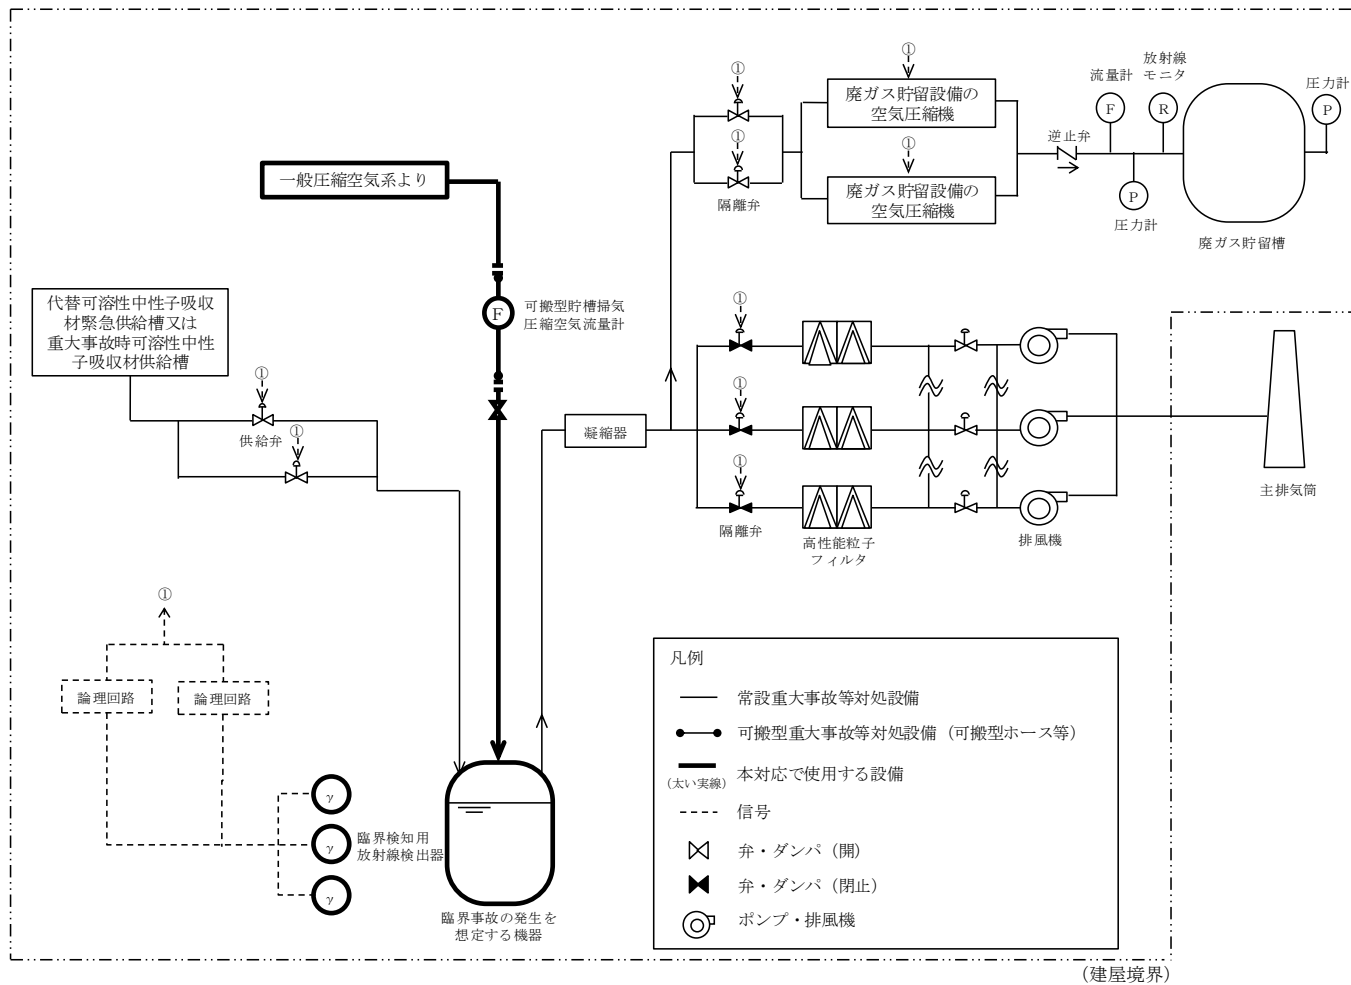 ①
①
廃ガス貯留設備の
空気圧縮機
流量計
F
放射線
モニタ
R
圧力計
P
①
①
廃ガス貯留設備の
空気圧縮機
隔離弁
逆止弁
P
圧力計
廃ガス貯留槽
一般圧縮空気系より
F
可搬型貯槽掃気
圧縮空気流量計
代替可溶性中性子吸収
材緊急供給槽又は
重大事故時可溶性中性
子吸収材供給槽
①
供給弁
①
凝縮器
①
①
①
隔離弁
高性能粒子
フィルタ
排風機
主排気筒
①
論理回路
論理回路
γ
γ
γ
臨界検知用
放射線検出器
臨界事故の発生を
想定する機器
凡例
常設重大事故等対処設備
可搬型重大事故等対処設備（可搬型ホース等）
（太い実線）
本対応で使用する設備
信号
弁・ダンパ（開）
弁・ダンパ（閉止）
ポンプ・排風機
（建屋境界）